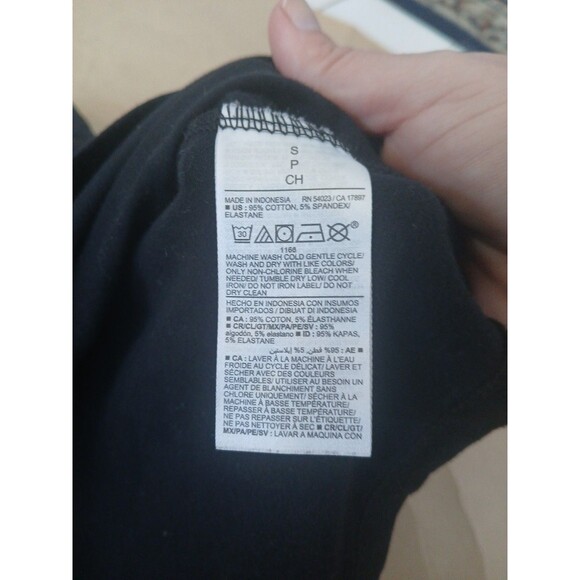 S
P
CH
MADE IN INDONESIA RN 54023 / CA 17897
■ US : 95% COTTON, 5% SPANDEX/
ELASTANE
30
®
1168
MACHINE WASH COLD GENTLE CYCLE/
WASH AND DRY WITH LIKE COLORS/
ONLY NON-CHLORINE BLEACH WHEN
NEEDED/ TUMBLE DRY LOW/ COOL
IRON/ DO NOT IRON LABEL/ DO NOT
DRY CLEAN
HECHO EN INDONESIA CON INSUMOS
IMPORTADOS / DIBUAT DI INDONESIA
■ CA : 95% COTON, 5% ÉLASTHANNE
■ CR/CL/GT/MX/PA/PE/SV : 95%
algodón, 5% elastano ■ ID : 95% KAPAS,
5% ELASTANE
■ AE : 95% قطن, 5% إيلاستين
■ CA : LAVER À LA MACHINE À L'EAU
FROIDE AU CYCLE DÉLICAT/ LAVER ET
SÉCHER AVEC DES COULEURS
SEMBLABLES/ UTILISER AU BESOIN UN
AGENT DE BLANCHIMENT SANS
CHLORE UNIQUEMENT/ SÉCHER À LA
MACHINE À BASSE TEMPÉRATURE/
REPASSER À BASSE TEMPÉRATURE/
NE PAS REPASSER SUR L'ÉTIQUETTE/
NE PAS NETTOYER À SEC ■ CR/CL/GT/
MX/PA/PE/SV : LAVAR A MAQUINA CON